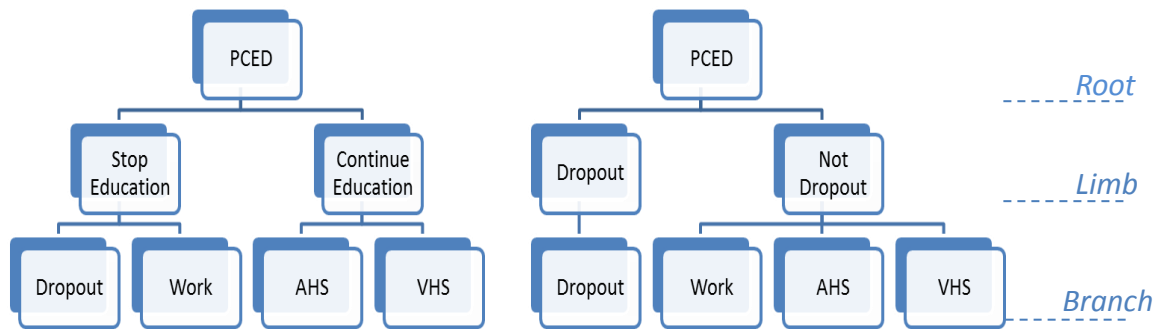 PCED
PCED
Root
Stop
Education
Continue
Education
Dropout
Not
Dropout
Limb
Dropout
Work
AHS
VHS
Dropout
Work
AHS
VHS
Branch